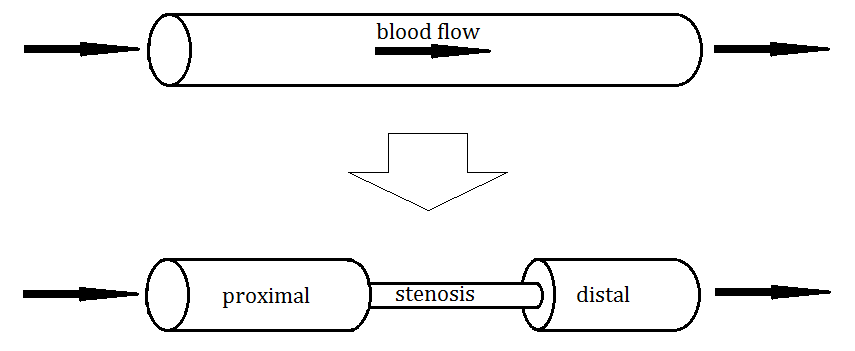 blood flow
proximal
stenosis
distal